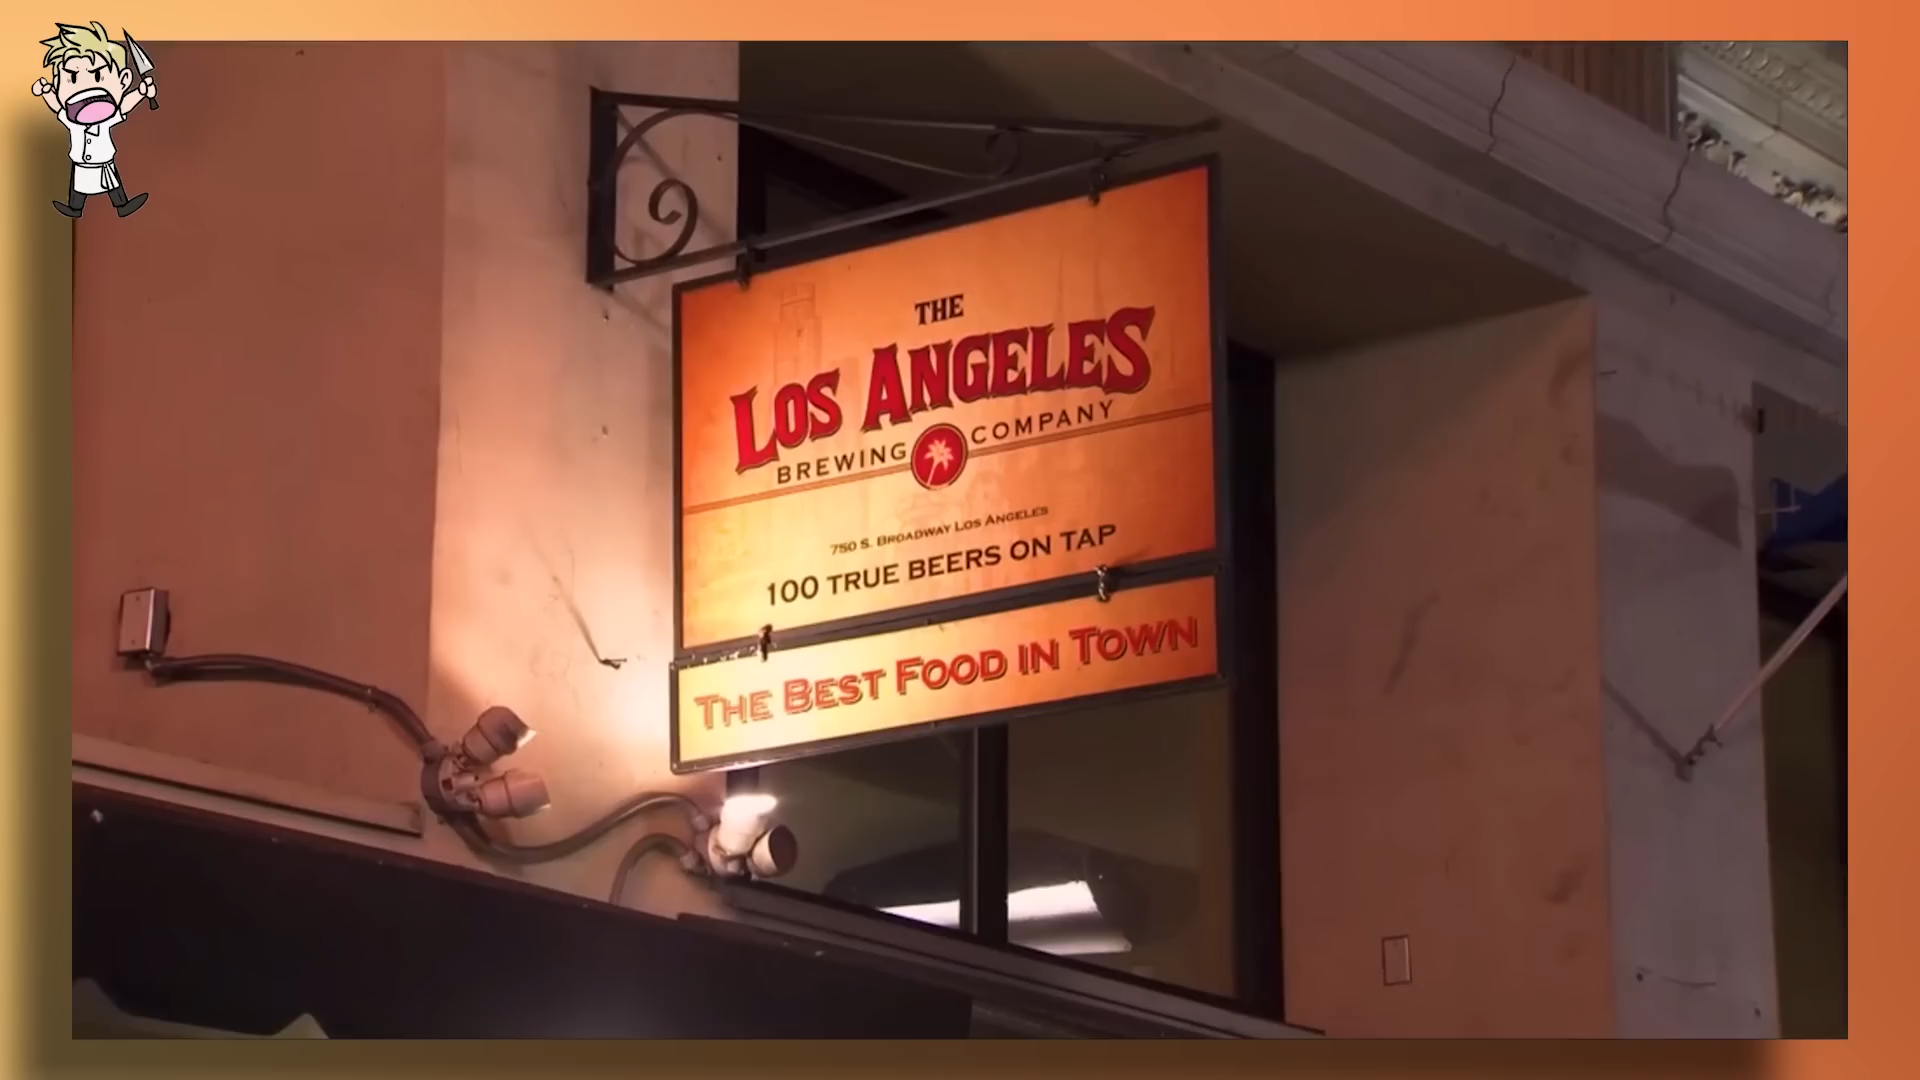 THE
LOS ANGELES
BREWING COMPANY
750 S. BROADWAY LOS ANGELES
100 TRUE BEERS ON TAP
THE BEST FOOD IN TOWN